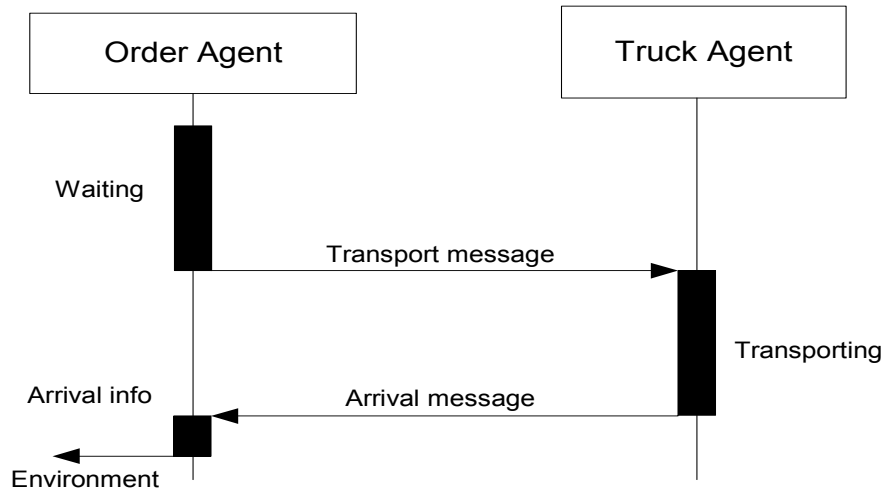 Order Agent
Truck Agent
Waiting
Transport message
Transporting
Arrival info
Arrival message
Environment